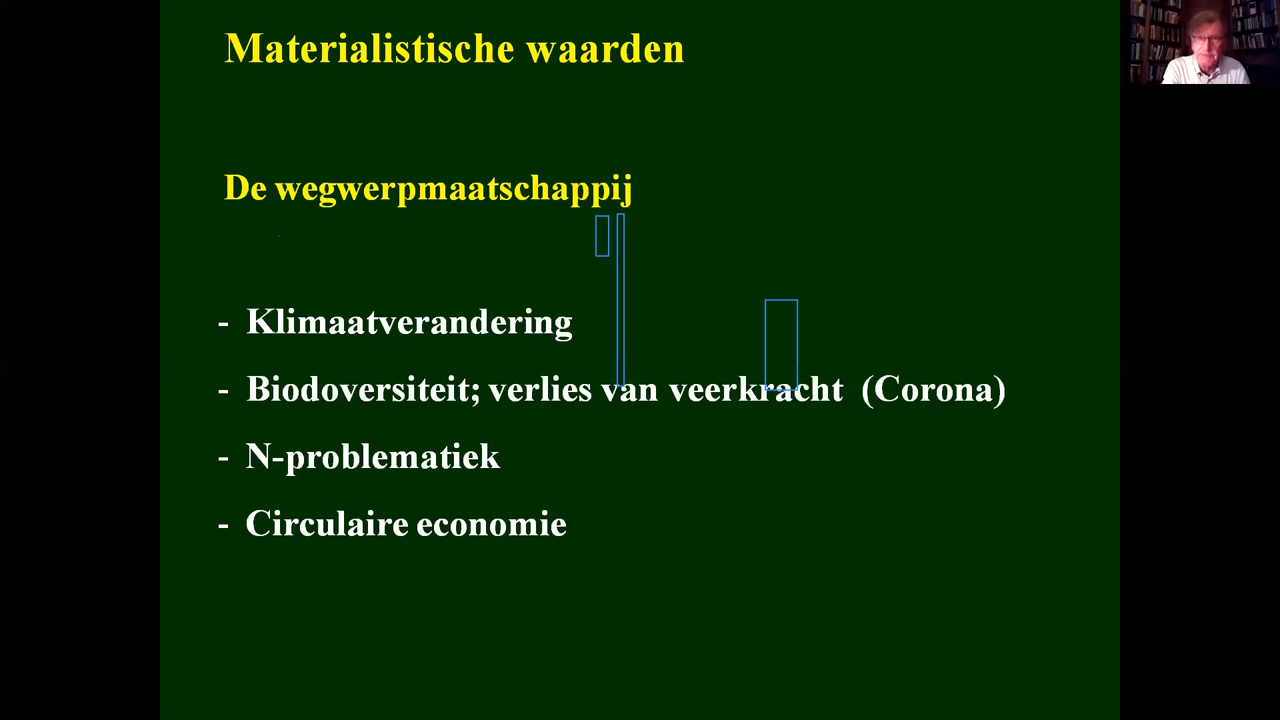 Materialistische waarden
De wegwerpmaatschappij
- Klimaatverandering
- Biodoversiteit; verlies van veerkracht (Corona)
- N-problematiek
- Circulaire economie